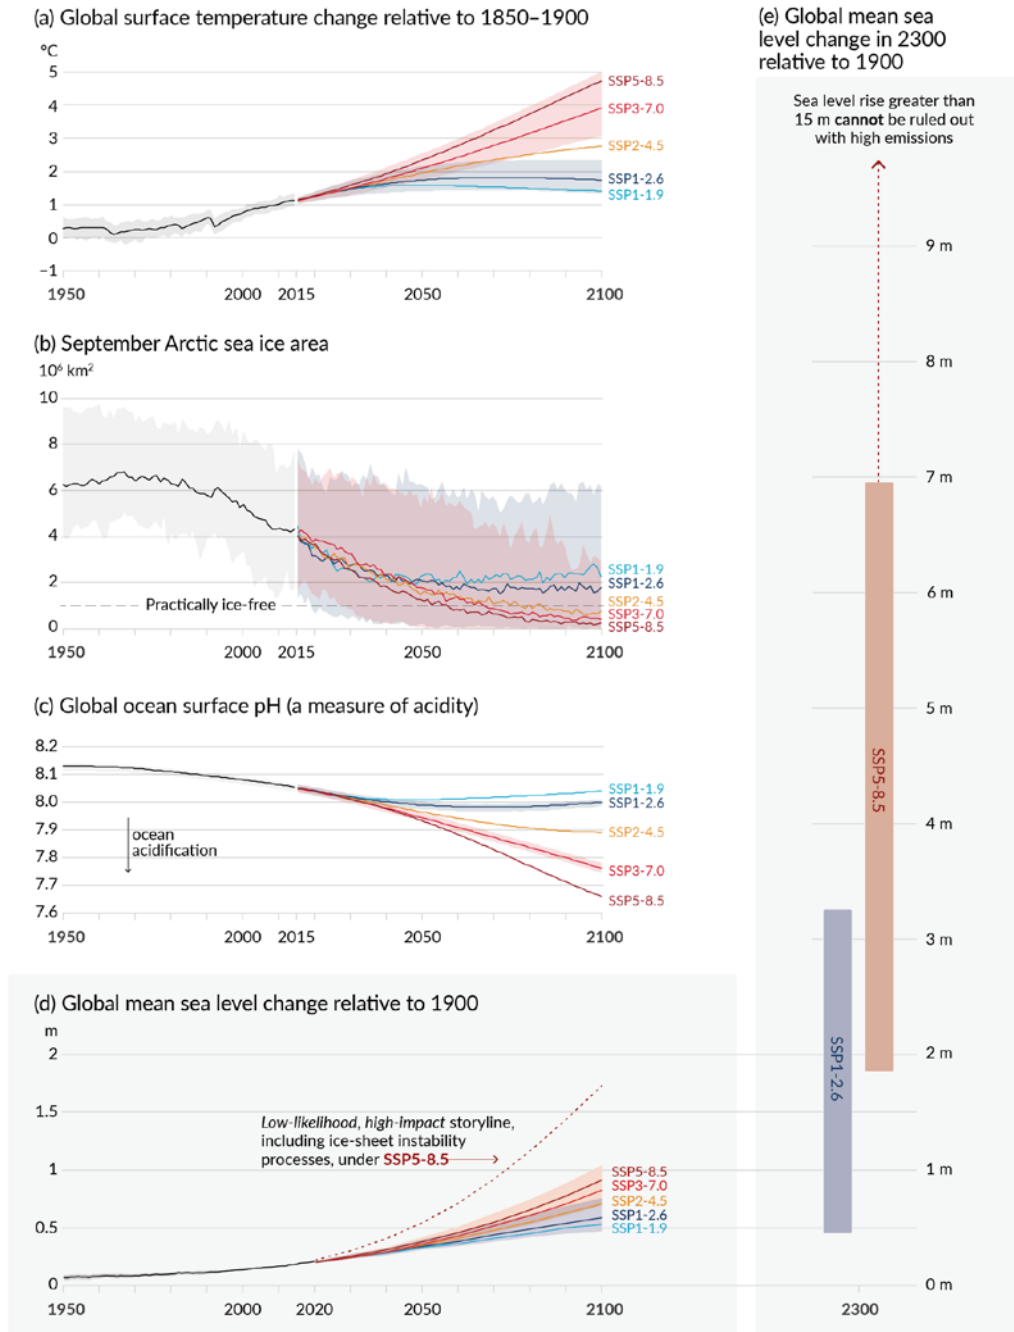 (a) Global surface temperature change relative to 1850–1900
°C
5
4
3
2
1
0
−1
SSP5-8.5
SSP3-7.0
SSP2-4.5
SSP1-2.6
SSP1-1.9
1950 2000 2015 2050 2100
(b) September Arctic sea ice area
10⁶ km²
10
8
6
4
2
0
Practically ice-free
SSP1-1.9
SSP1-2.6
SSP2-4.5
SSP3-7.0
SSP5-8.5
1950 2000 2015 2050 2100
(c) Global ocean surface pH (a measure of acidity)
8.2
8.1
8.0
7.9
7.8
7.7
7.6
ocean
acidification
SSP1-1.9
SSP1-2.6
SSP2-4.5
SSP3-7.0
SSP5-8.5
1950 2000 2015 2050 2100
(d) Global mean sea level change relative to 1900
m
2
1.5
1
0.5
0
Low-likelihood, high-impact storyline,
including ice-sheet instability
processes, under SSP5-8.5
SSP5-8.5
SSP3-7.0
SSP2-4.5
SSP1-2.6
SSP1-1.9
1950 2000 2020 2050 2100
(e) Global mean sea
level change in 2300
relative to 1900
Sea level rise greater than
15 m cannot be ruled out
with high emissions
9 m
8 m
7 m
6 m
5 m
4 m
3 m
2 m
1 m
0 m
SSP5-8.5
SSP1-2.6
2300